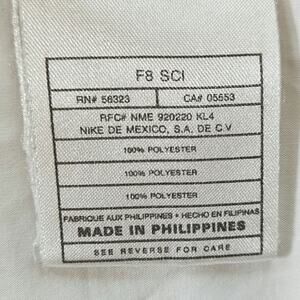 F8 SCI
RN# 56323 CA# 05553
RFC# NME 920220 KL4
NIKE DE MEXICO, S.A. DE C.V
100% POLYESTER
100% POLYESTER
100% POLYESTER
FABRIQUE AUX PHILIPPINES • HECHO EN FILIPINAS
MADE IN PHILIPPINES
SEE REVERSE FOR CARE